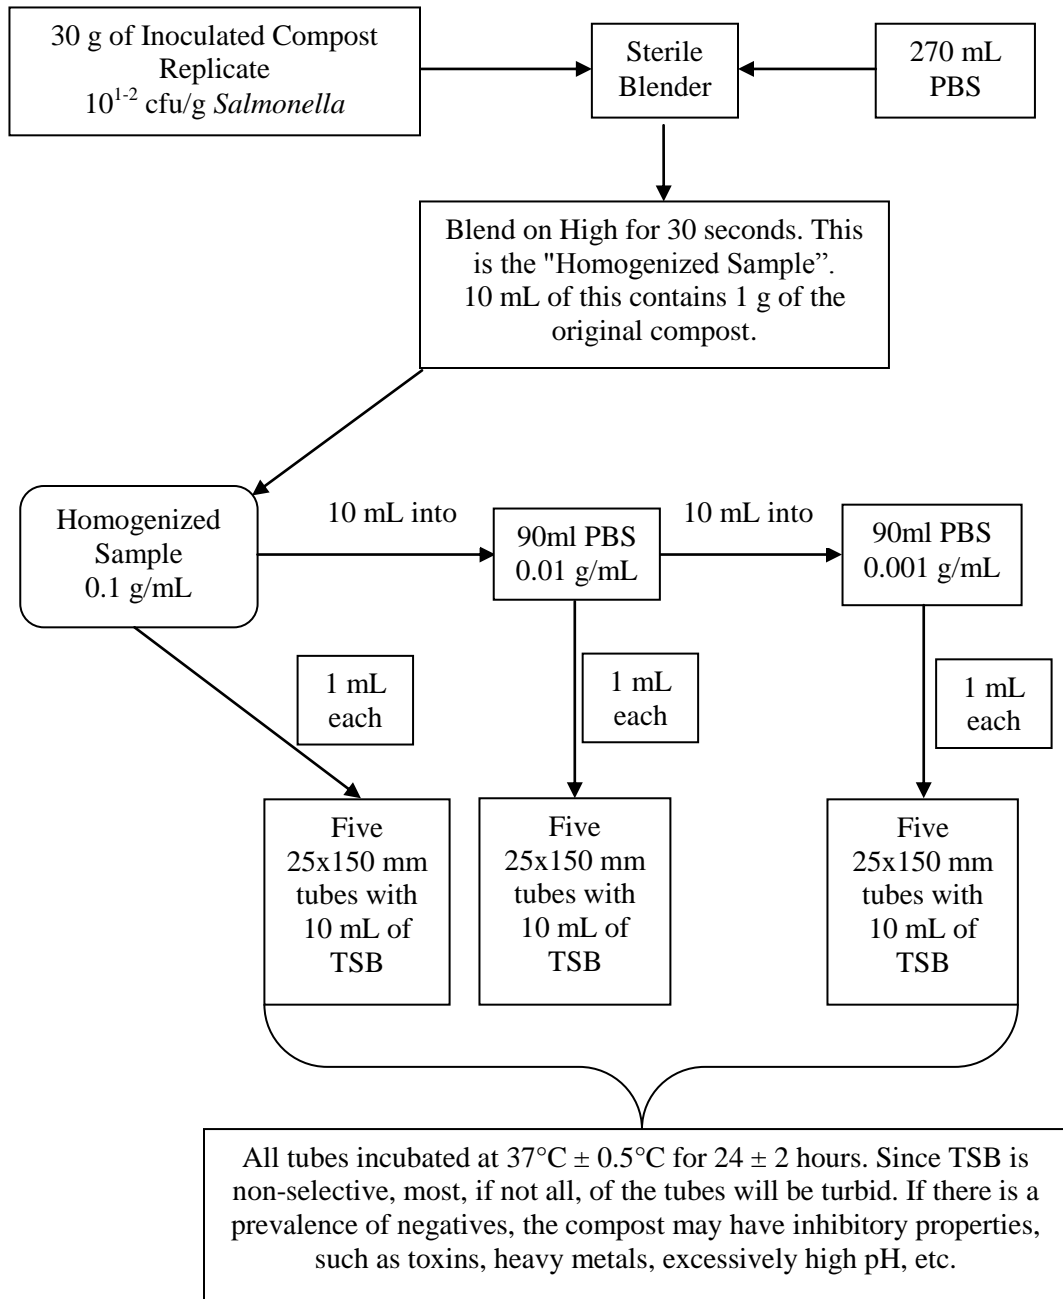 30 g of Inoculated Compost
Replicate
10^1-2 cfu/g Salmonella
Sterile
Blender
270 mL
PBS
Blend on High for 30 seconds. This
is the "Homogenized Sample”.
10 mL of this contains 1 g of the
original compost.
Homogenized
Sample
0.1 g/mL
10 mL into
90ml PBS
0.01 g/mL
10 mL into
90ml PBS
0.001 g/mL
1 mL
each
1 mL
each
1 mL
each
Five
25x150 mm
tubes with
10 mL of
TSB
Five
25x150 mm
tubes with
10 mL of
TSB
Five
25x150 mm
tubes with
10 mL of
TSB
All tubes incubated at 37°C ± 0.5°C for 24 ± 2 hours. Since TSB is
non-selective, most, if not all, of the tubes will be turbid. If there is a
prevalence of negatives, the compost may have inhibitory properties,
such as toxins, heavy metals, excessively high pH, etc.